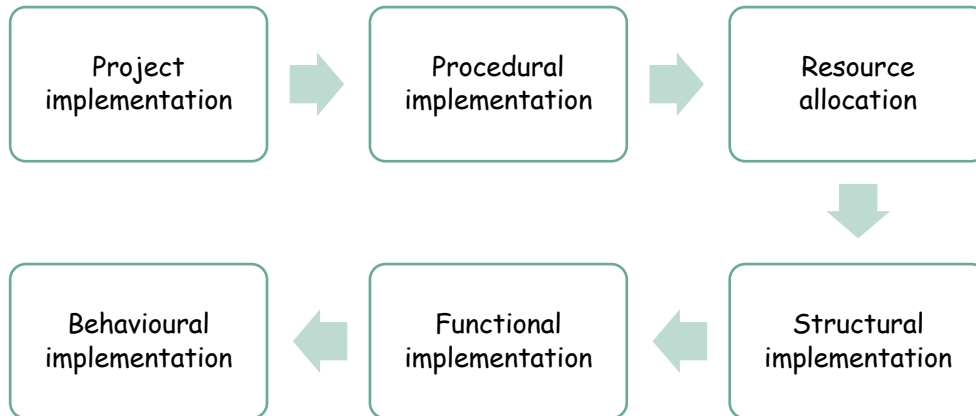 Project
implementation
Procedural
implementation
Resource
allocation
Structural
implementation
Functional
implementation
Behavioural
implementation